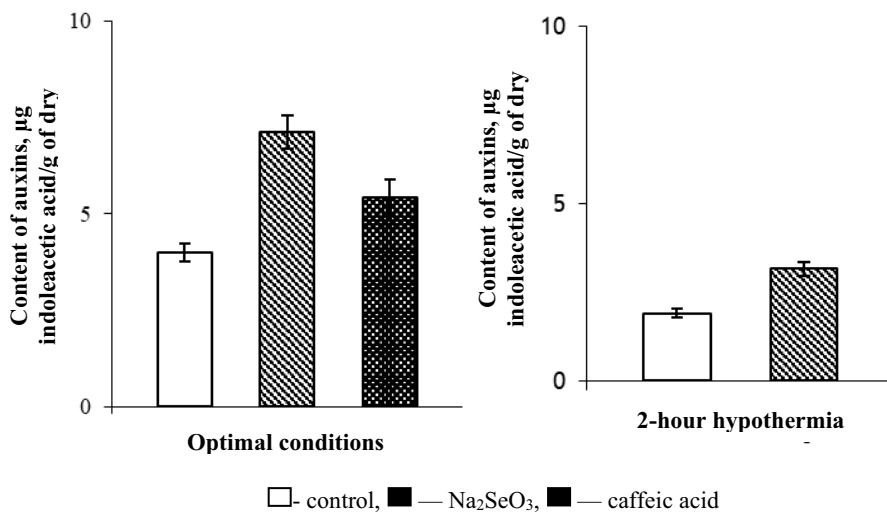 10
5
0
Content of auxins, µg
indoleacetic acid/g of dry
Optimal conditions
10
5
0
Content of auxins, µg
indoleacetic acid/g of dry
2-hour hypothermia
- control, — Na₂SeO₃, — caffeic acid